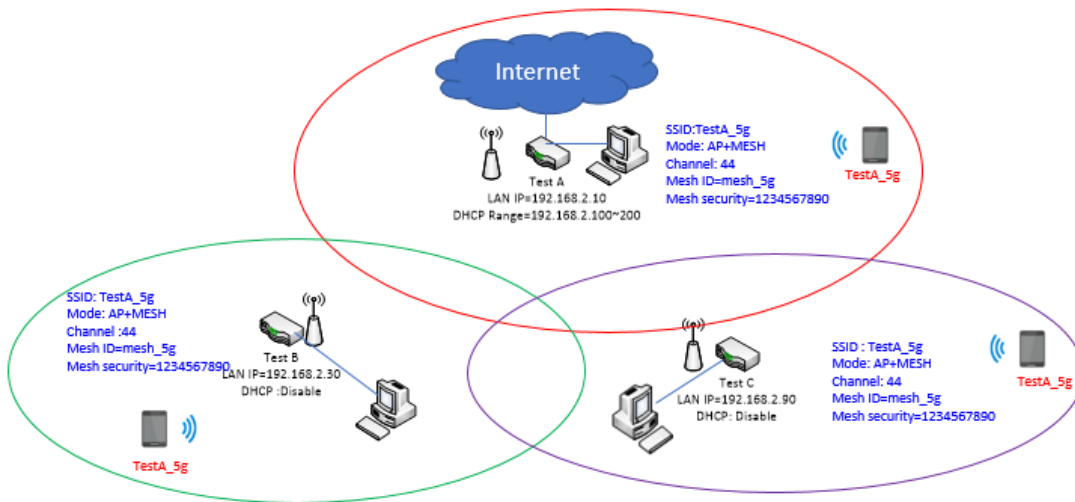 Internet
SSID:TestA_5g
Mode: AP+MESH
Channel: 44
Mesh ID=mesh_5g
Mesh security=1234567890
TestA_5g
Test A
LAN IP=192.168.2.10
DHCP Range=192.168.2.100~200
SSID: TestA_5g
Mode: AP+MESH
Channel :44
Mesh ID=mesh_5g
Mesh security=1234567890
Test B
LAN IP=192.168.2.30
DHCP :Disable
TestA_5g
Test C
LAN IP=192.168.2.90
DHCP: Disable
SSID : TestA_5g
Mode: AP+MESH
Channel: 44
Mesh ID=mesh_5g
Mesh security=1234567890
TestA_5g